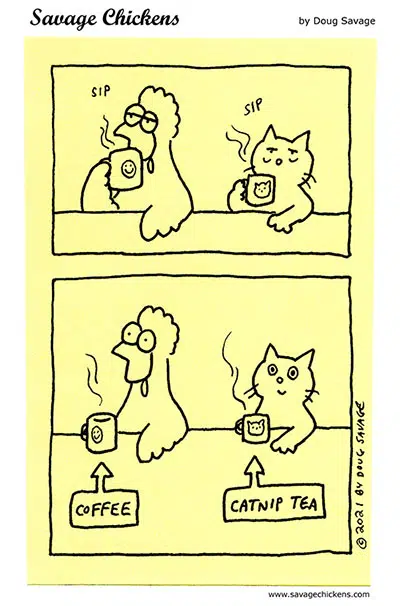 Savage Chickens
by Doug Savage
SIP
SIP
COFFEE
CATNIP TEA
© 2021 BY DOUG SAVAGE
www.savagechickens.com